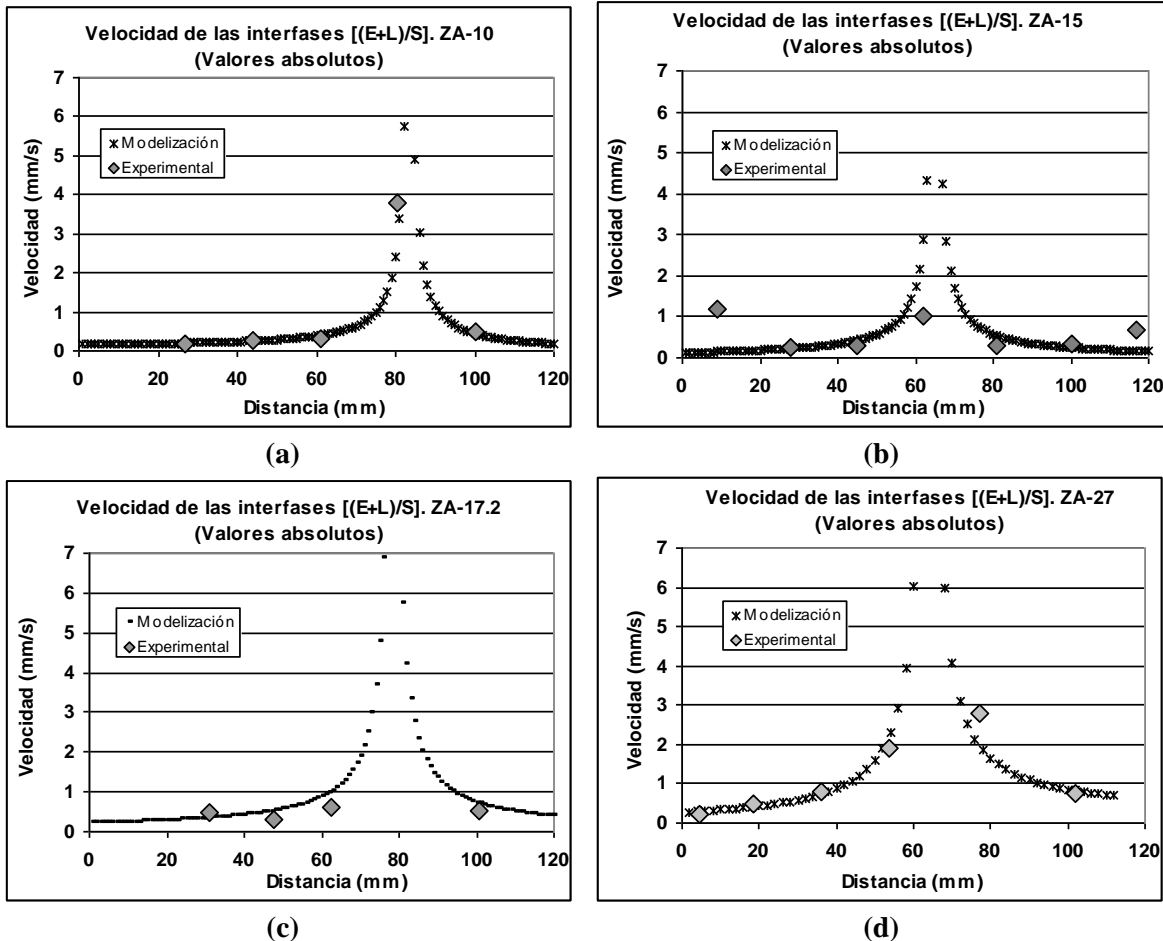 Velocidad de las interfases [(E+L)/S]. ZA-10
(Valores absolutos)
7
6
5
4
3
2
1
0
Velocidad (mm/s)
Modelización
Experimental
0 20 40 60 80 100 120
Distancia (mm)
(a)
Velocidad de las interfases [(E+L)/S]. ZA-15
(Valores absolutos)
7
6
5
4
3
2
1
0
Velocidad (mm/s)
Modelización
Experimental
0 20 40 60 80 100 120
Distancia (mm)
(b)
Velocidad de las interfases [(E+L)/S]. ZA-17.2
(Valores absolutos)
7
6
5
4
3
2
1
0
Velocidad (mm/s)
Modelización
Experimental
0 20 40 60 80 100 120
Distancia (mm)
(c)
Velocidad de las interfases [(E+L)/S]. ZA-27
(Valores absolutos)
7
6
5
4
3
2
1
0
Velocidad (mm/s)
Modelización
Experimental
0 20 40 60 80 100 120
Distancia (mm)
(d)